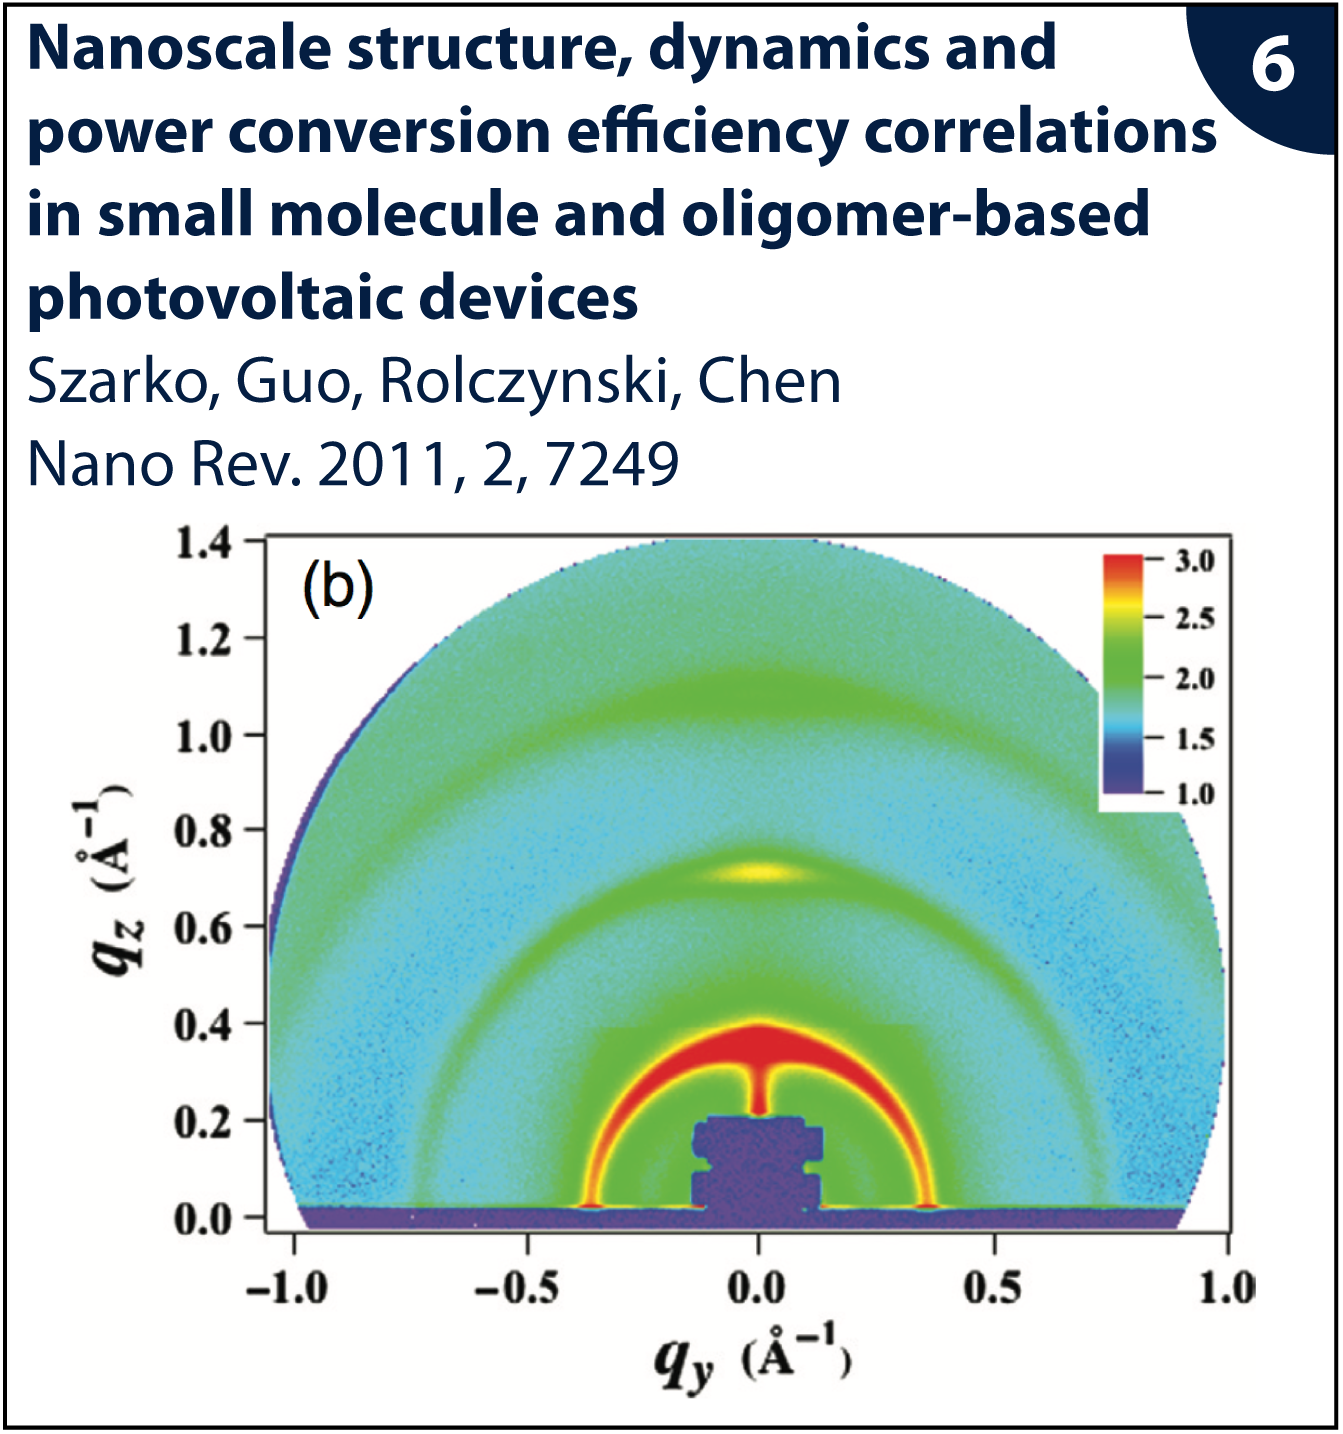 Nanoscale structure, dynamics and
power conversion efficiency correlations
in small molecule and oligomer-based
photovoltaic devices
6
Szarko, Guo, Rolczynski, Chen
Nano Rev. 2011, 2, 7249
(b)
1.4
1.2
1.0
0.8
0.6
0.4
0.2
0.0
qz (Å−1)
3.0
2.5
2.0
1.5
1.0
−1.0 −0.5 0.0 0.5 1.0
qy (Å−1)